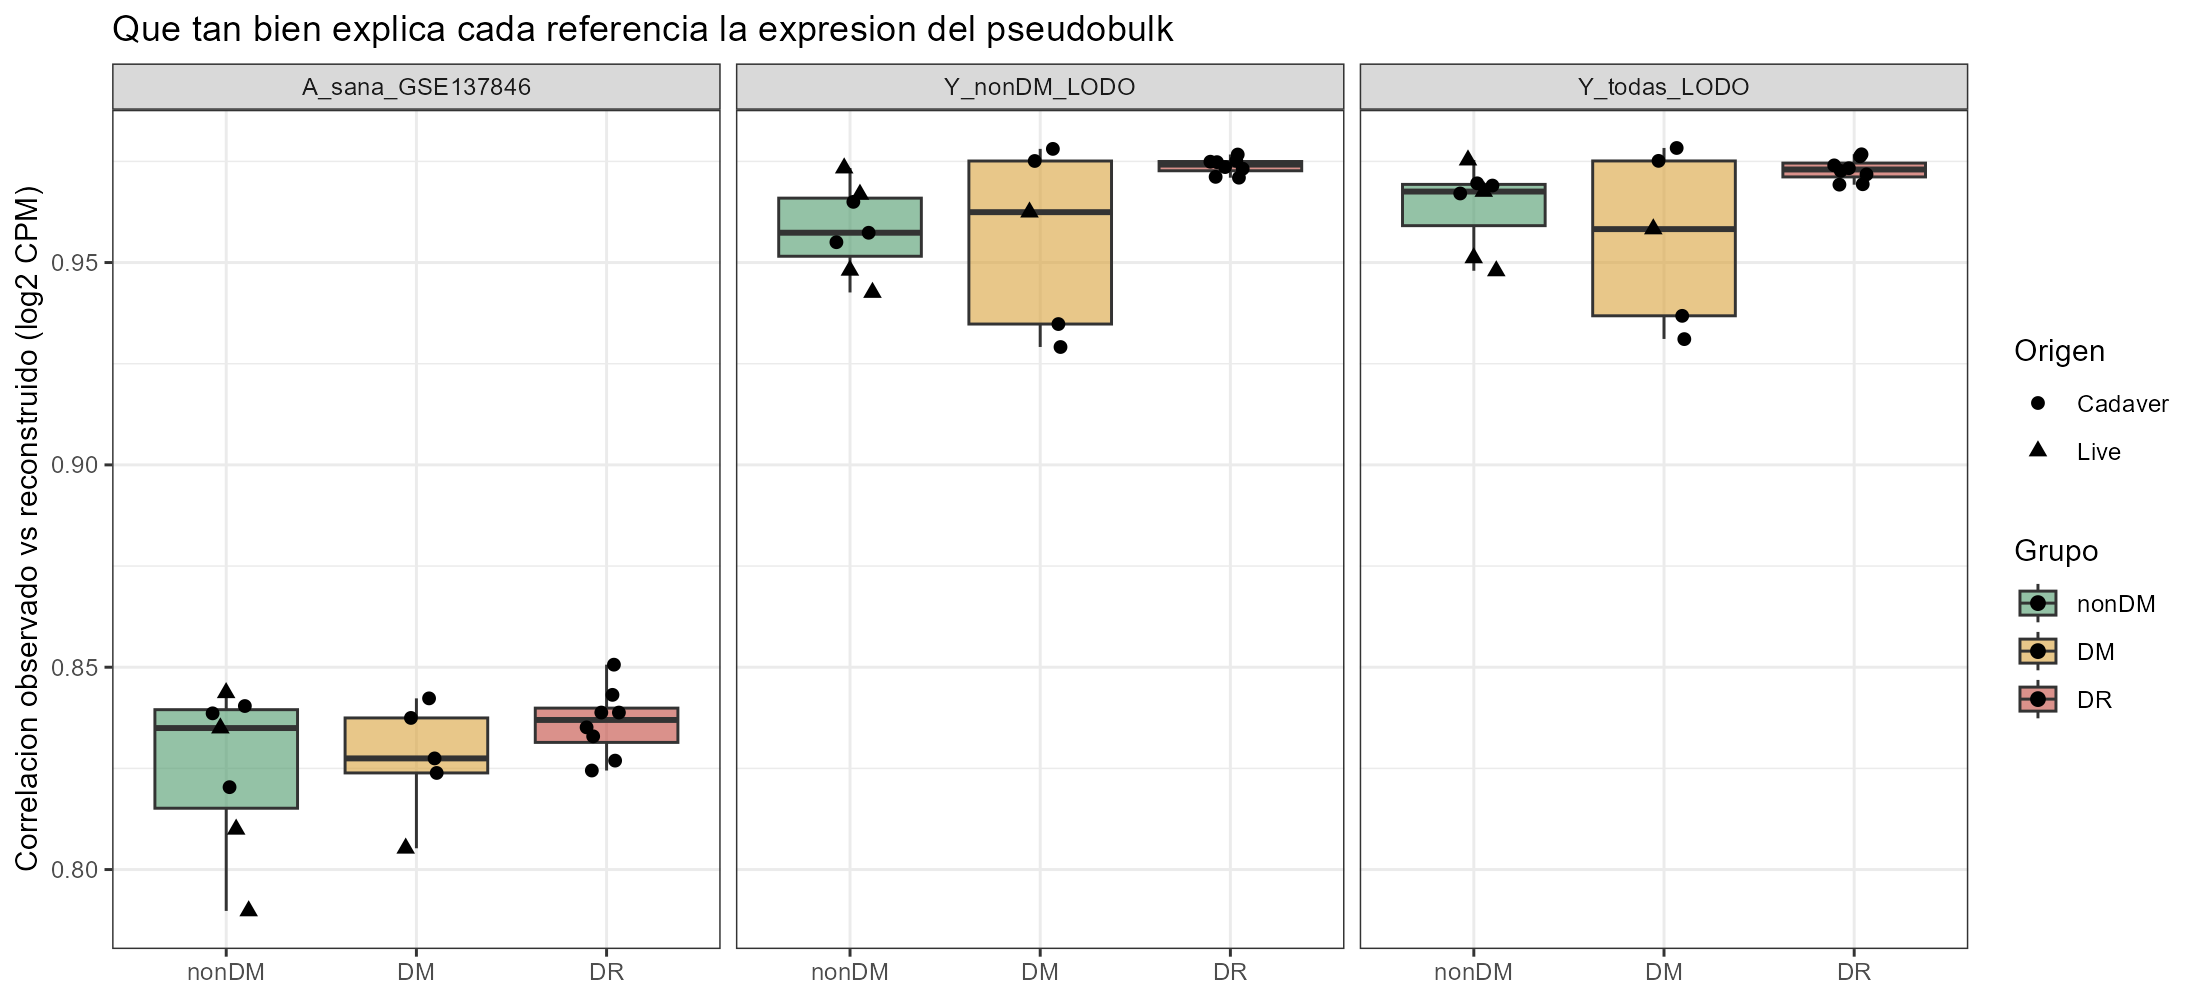 Que tan bien explica cada referencia la expresion del pseudobulk
A_sana_GSE137846
Y_nonDM_LODO
Y_todas_LODO
Correlacion observado vs reconstruido (log2 CPM)
0.95
0.90
0.85
0.80
nonDM
DM
DR
nonDM
DM
DR
nonDM
DM
DR
Origen
Cadaver
Live
Grupo
nonDM
DM
DR